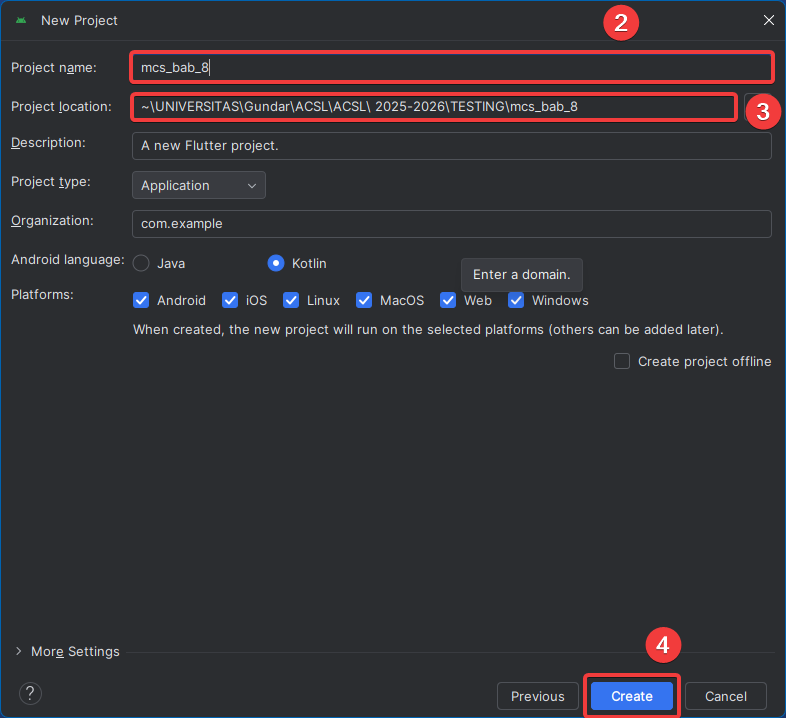 New Project
2
Project name:
mcs_bab_8
Project location:
~\UNIVERSITAS\Gundar\ACSL\ACSL\ 2025-2026\TESTING\mcs_bab_8
3
Description:
A new Flutter project.
Project type:
Application
Organization:
com.example
Android language:
Java
Kotlin
Enter a domain.
Platforms:
Android
iOS
Linux
MacOS
Web
Windows
When created, the new project will run on the selected platforms (others can be added later).
Create project offline
4
More Settings
?
Previous
Create
Cancel